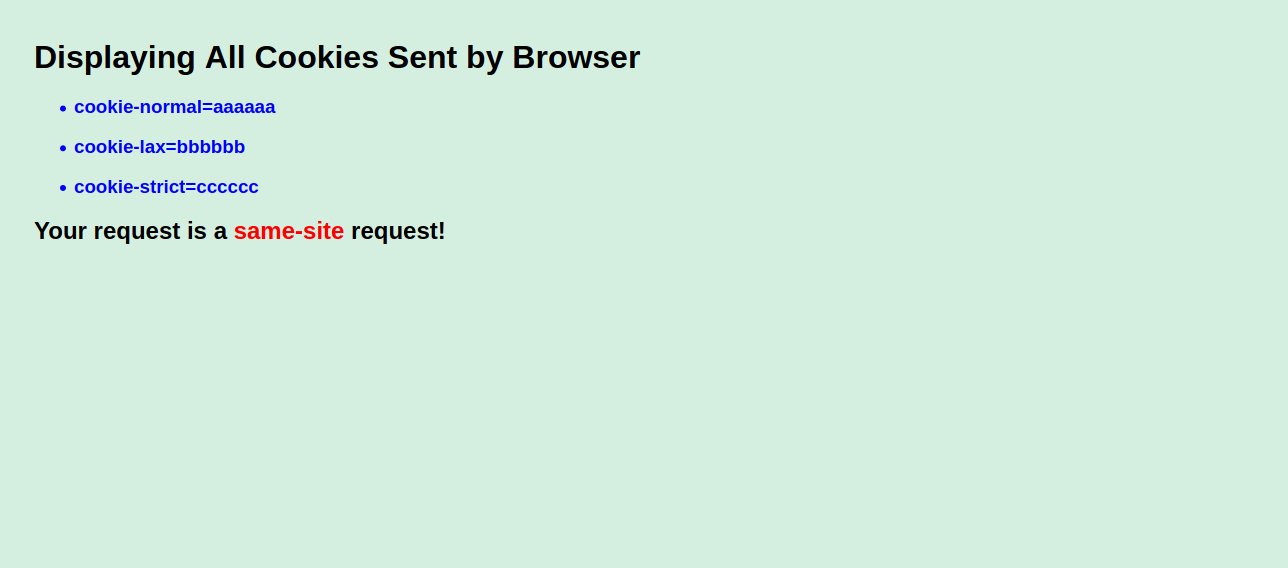 Displaying All Cookies Sent by Browser
• cookie-normal=aaaaaa
• cookie-lax=bbbbbb
• cookie-strict=cccccc
Your request is a same-site request!